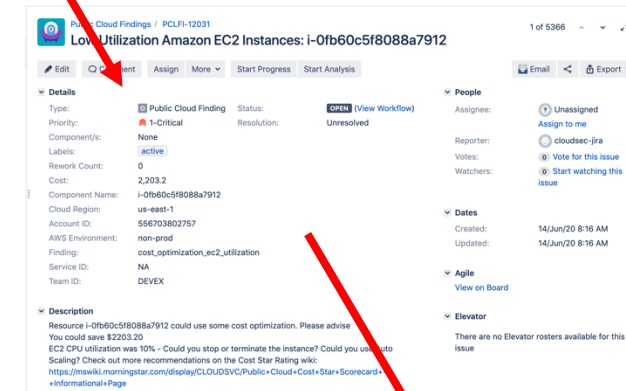 Public Cloud Findings / PCLFI-12031
1 of 5366
Low Utilization Amazon EC2 Instances: i-0fb60c5f8088a7912
Edit Comment Assign More Start Progress Start Analysis Email Export
Details
Type: Public Cloud Finding Status: OPEN (View Workflow)
Priority: 1-Critical Resolution: Unresolved
Component/s: None
Labels: active
Rework Count: 0
Cost: 2,203.2
Component Name: i-0fb60c5f8088a7912
Cloud Region: us-east-1
Account ID: 556703802757
AWS Environment: non-prod
Finding: cost_optimization_ec2_utilization
Service ID: NA
Team ID: DEVEX
Description
Resource i-0fb60c5f8088a7912 could use some cost optimization. Please advise
You could save $2203.20
EC2 CPU utilization was 10% - Could you stop or terminate the instance? Could you use Auto
Scaling? Check out more recommendations on the Cost Star Rating wiki:
https://mswiki.morningstar.com/display/CLOUDSVC/Public+Cloud+Cost+Star+Scorecard+
+Informational+Page
People
Assignee: Unassigned
Assign to me
Reporter: cloudsec-jira
Votes: 0 Vote for this issue
Watchers: 0 Start watching this
issue
Dates
Created: 14/Jun/20 8:16 AM
Updated: 14/Jun/20 8:16 AM
Agile
View on Board
Elevator
There are no Elevator rosters available for this
issue